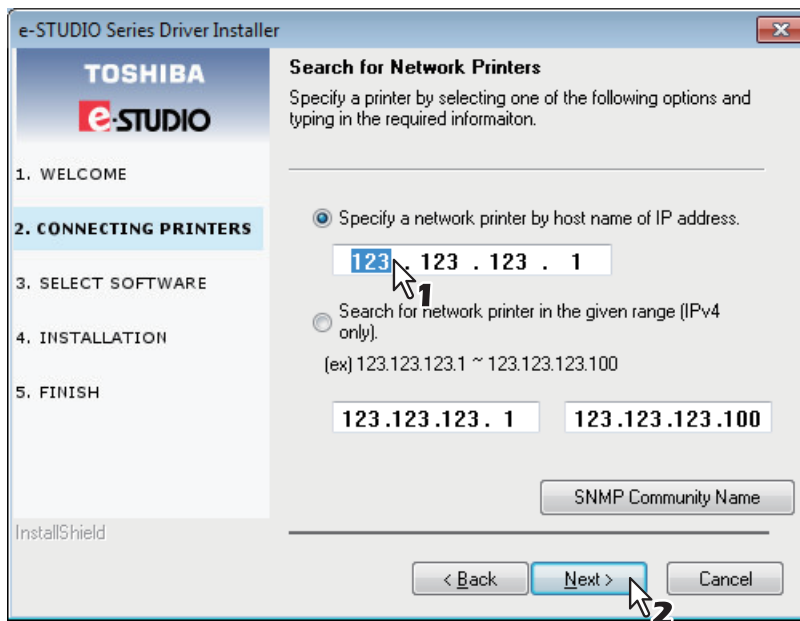 e-STUDIO Series Driver Installer
TOSHIBA
e-STUDIO
1. WELCOME
2. CONNECTING PRINTERS
3. SELECT SOFTWARE
4. INSTALLATION
5. FINISH
InstallShield
Search for Network Printers
Specify a printer by selecting one of the following options and
typing in the required informaiton.
Specify a network printer by host name of IP address.
123 . 123 . 123 . 1
1
Search for network printer in the given range (IPv4
only).
(ex) 123.123.123.1 ~ 123.123.123.100
123.123.123. 1 123.123.123.100
SNMP Community Name
< Back Next > Cancel
2